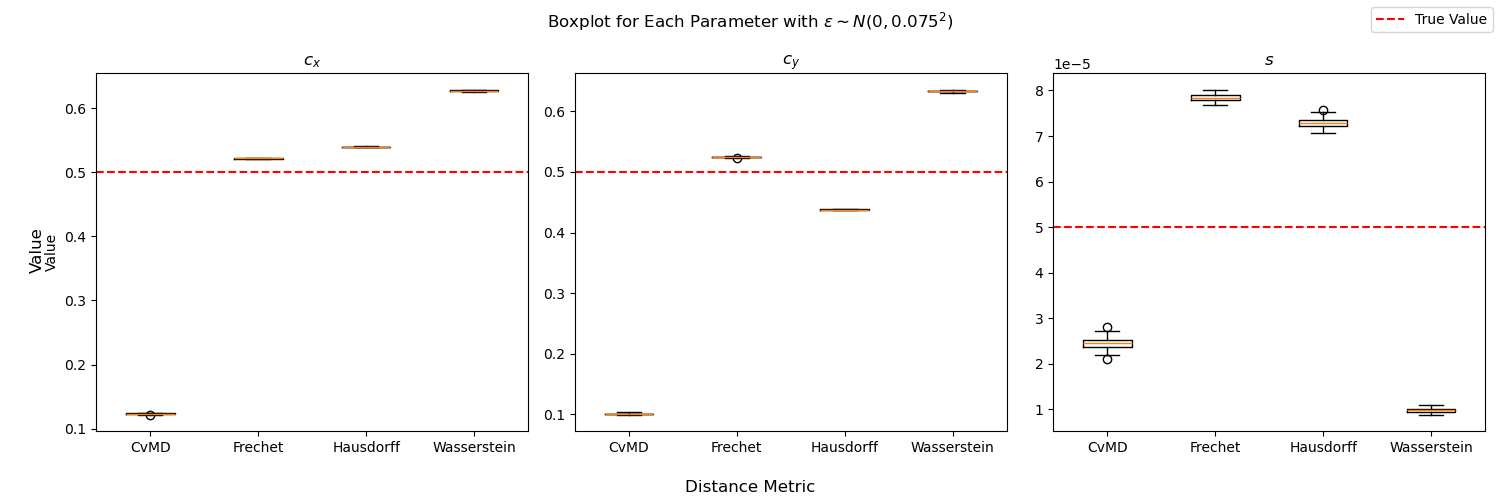 Boxplot for Each Parameter with ε ~ N(0, 0.075²)
True Value
c_x
0.6
0.5
0.4
0.3
0.2
0.1
Value
Value
CvMD Frechet Hausdorff Wasserstein
c_y
0.6
0.5
0.4
0.3
0.2
0.1
CvMD Frechet Hausdorff Wasserstein
1e−5
s
8
7
6
5
4
3
2
1
CvMD Frechet Hausdorff Wasserstein
Distance Metric